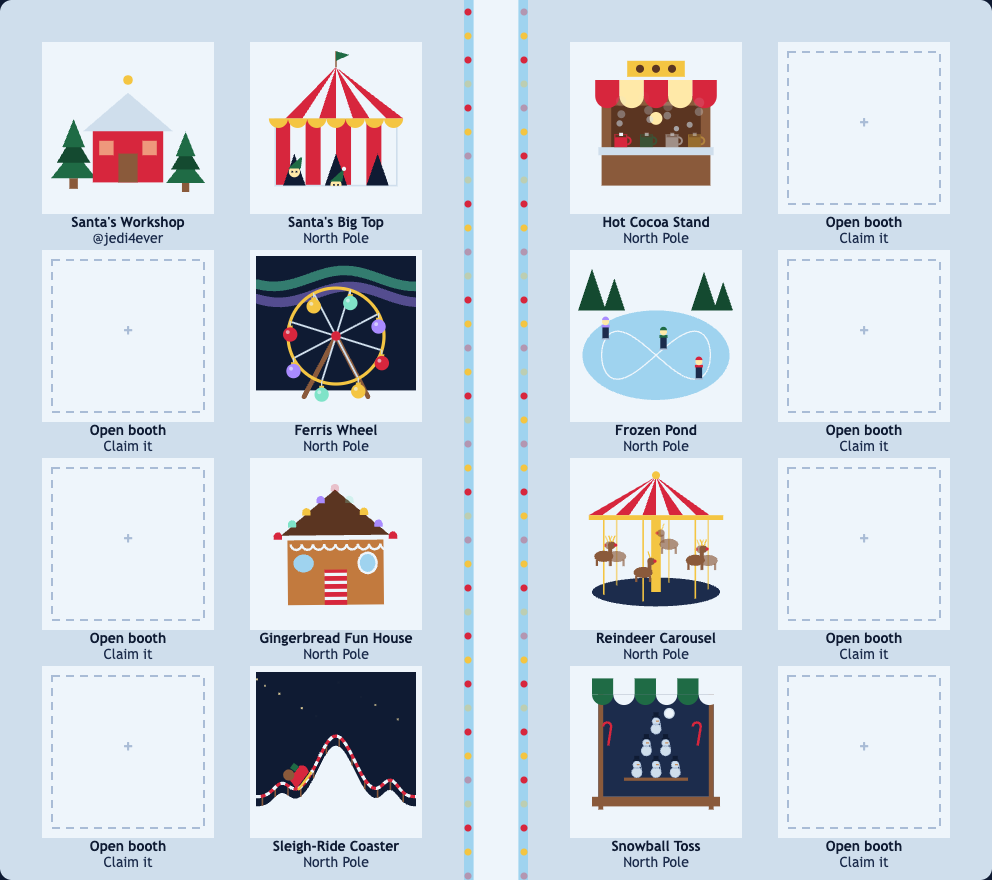 Santa's Workshop
@jedi4ever
Santa's Big Top
North Pole
Hot Cocoa Stand
North Pole
Open booth
Claim it
Open booth
Claim it
Ferris Wheel
North Pole
Frozen Pond
North Pole
Open booth
Claim it
Open booth
Claim it
Gingerbread Fun House
North Pole
Reindeer Carousel
North Pole
Open booth
Claim it
Open booth
Claim it
Sleigh-Ride Coaster
North Pole
Snowball Toss
North Pole
Open booth
Claim it